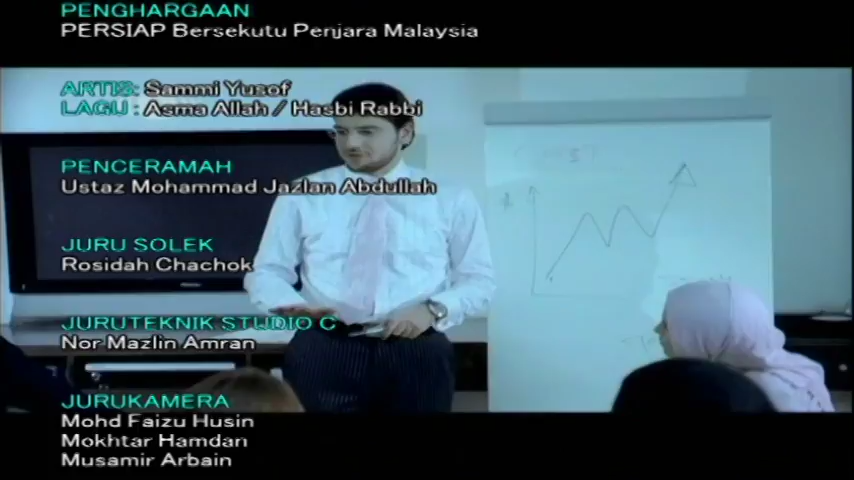 PENGHARGAAN
PERSIAP Bersekutu Penjara Malaysia
ARTIS: Sammi Yusof
LAGU : Asma Allah / Hasbi Rabbi
PENCERAMAH
Ustaz Mohammad Jazlan Abdullah
JURU SOLEK
Rosidah Chachok
JURUTEKNIK STUDIO C
Nor Mazlin Amran
JURUKAMERA
Mohd Faizu Husin
Mokhtar Hamdan
Musamir Arbain